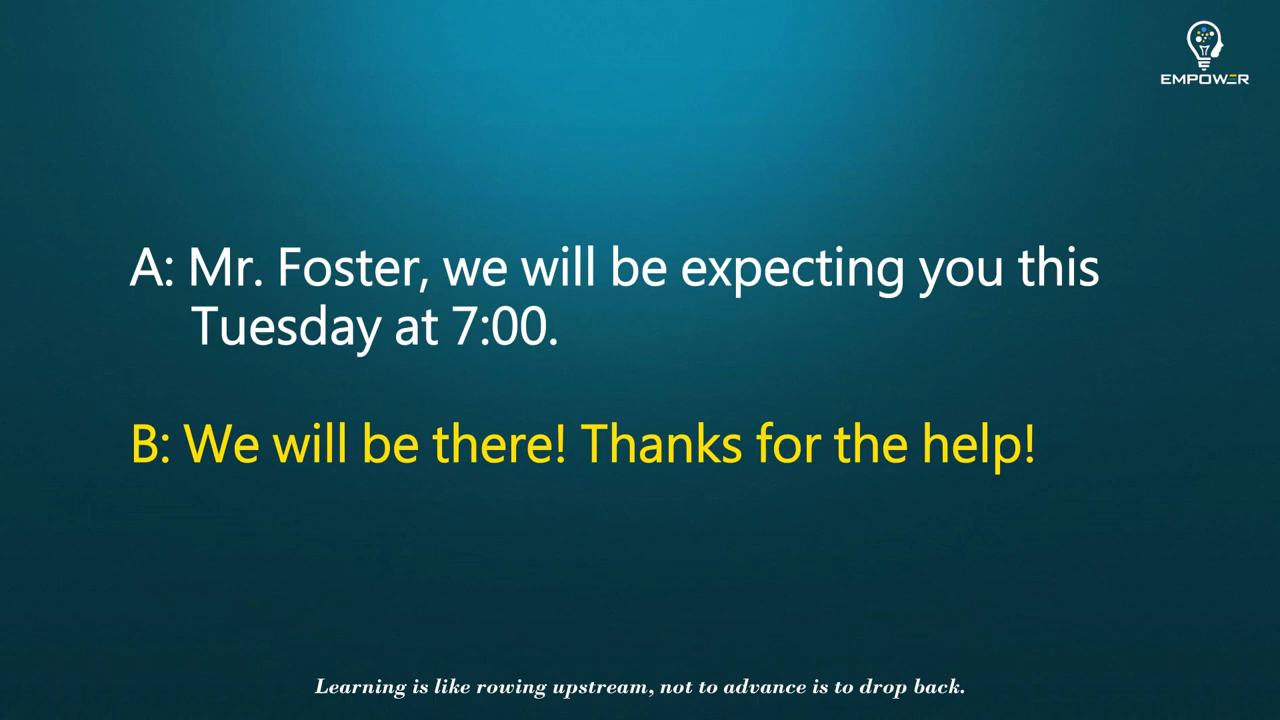 EMPOWER
A: Mr. Foster, we will be expecting you this
Tuesday at 7:00.
B: We will be there! Thanks for the help!
Learning is like rowing upstream, not to advance is to drop back.